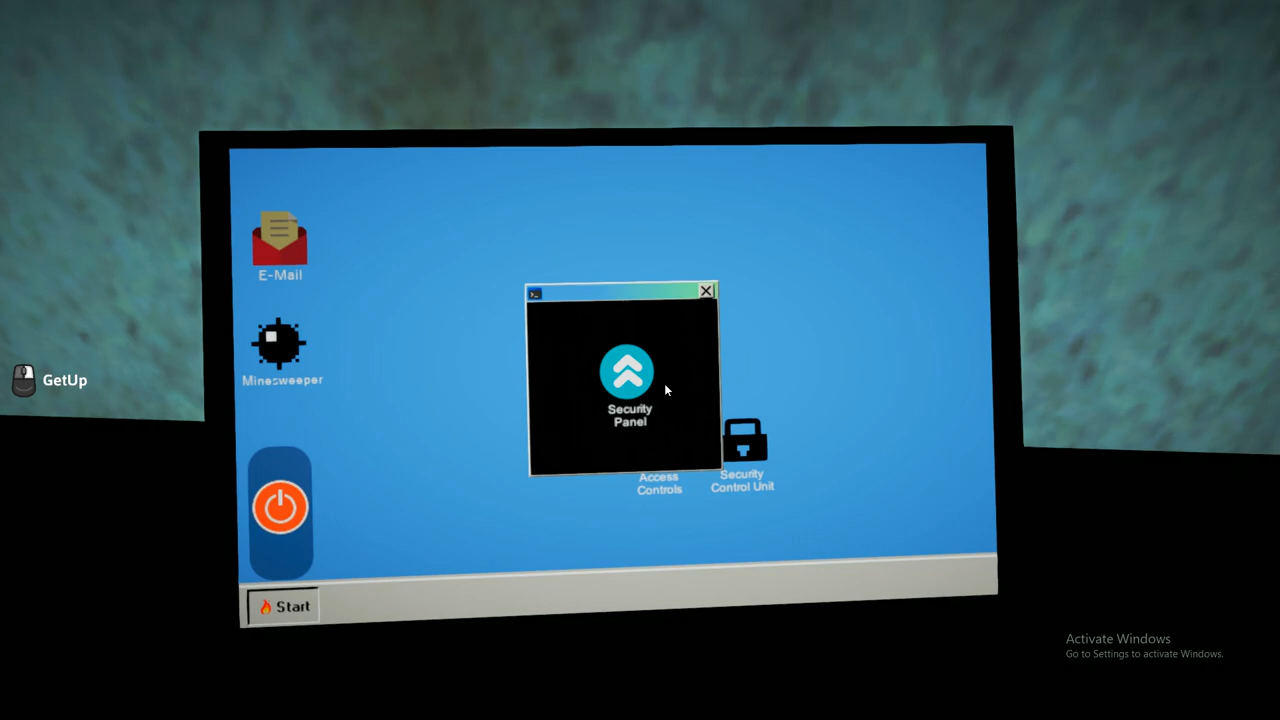 E-Mail
Minesweeper
GetUp
Security
Panel
Access
Controls
Security
Control Unit
Start
Activate Windows
Go to Settings to activate Windows.